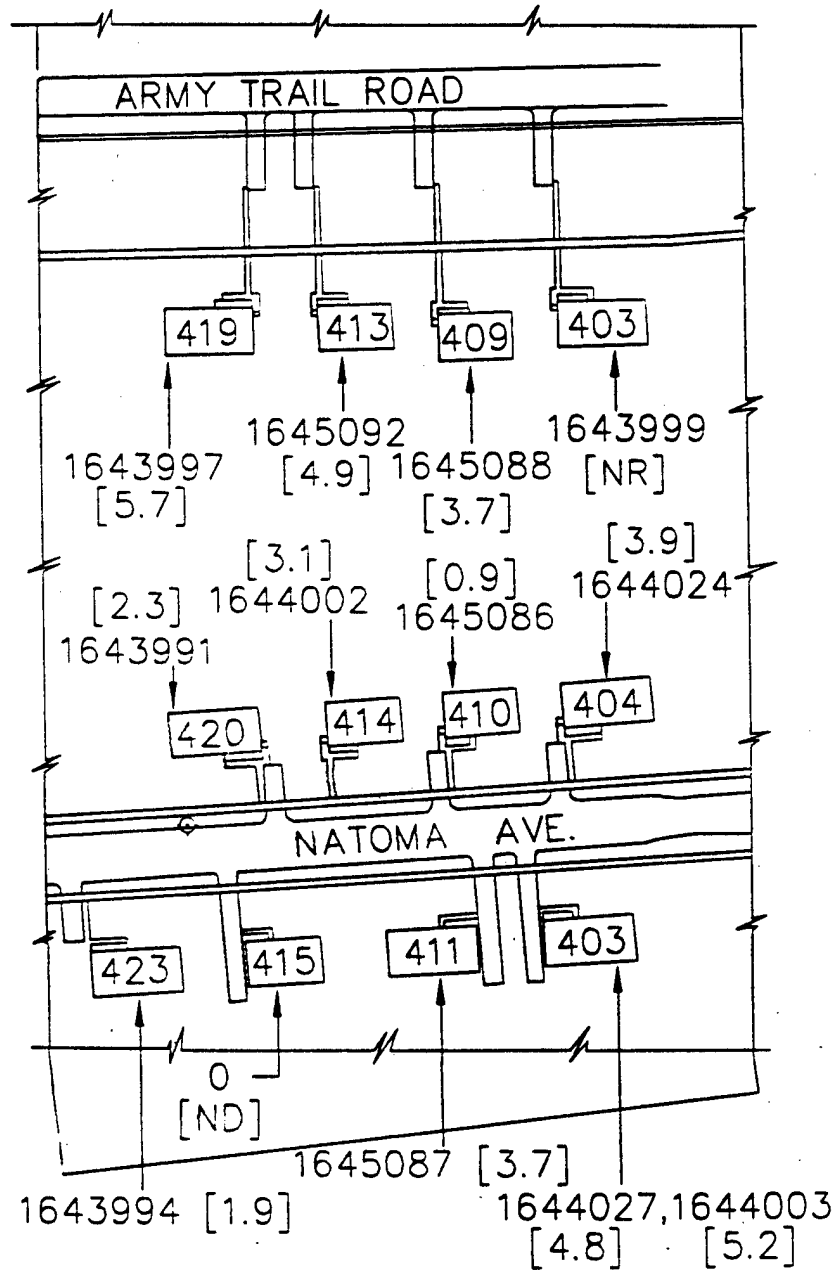 ARMY TRAIL ROAD
419 413 409 403
1643997 [5.7]
1645092 [4.9]
1645088 [3.7]
1643999 [NR]
[2.3] 1643991
[3.1] 1644002
[0.9] 1645086
[3.9] 1644024
420 414 410 404
NATOMA AVE.
423 415 411 403
0
[ND]
1645087 [3.7]
1643994 [1.9]
1644027,1644003
[4.8] [5.2]